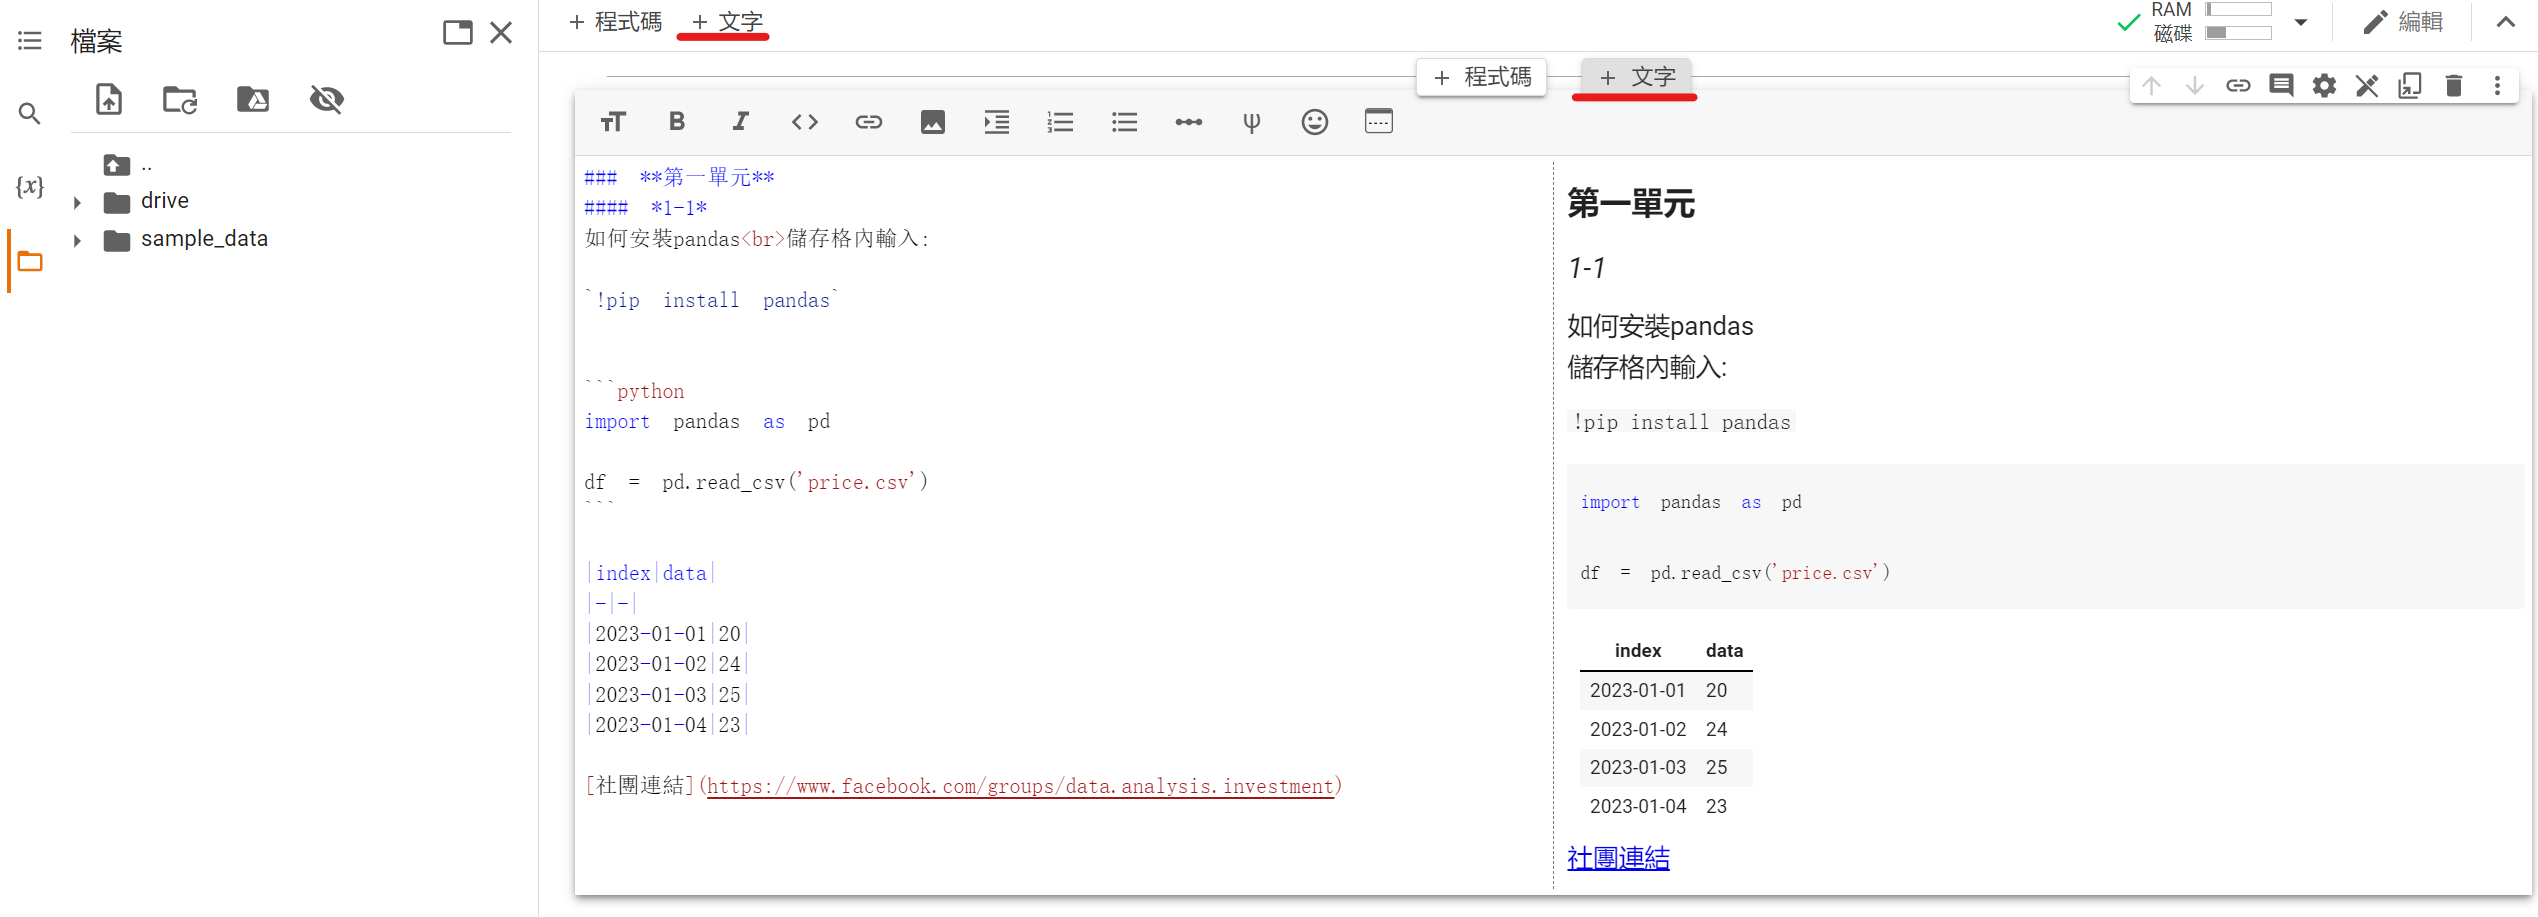 檔案
..
drive
sample_data
{x}
+ 程式碼 + 文字
RAM
磁碟
編輯
+ 程式碼 + 文字
### **第一單元**
#### *1-1*
如何安裝pandas<br>儲存格內輸入:
`!pip install pandas`
```python
import pandas as pd
df = pd.read_csv('price.csv')
```
|index|data|
|-|-|
|2023-01-01|20|
|2023-01-02|24|
|2023-01-03|25|
|2023-01-04|23|
[社團連結](https://www.facebook.com/groups/data.analysis.investment)
第一單元
1-1
如何安裝pandas
儲存格內輸入:
!pip install pandas
import pandas as pd
df = pd.read_csv('price.csv')
index data
2023-01-01 20
2023-01-02 24
2023-01-03 25
2023-01-04 23
社團連結